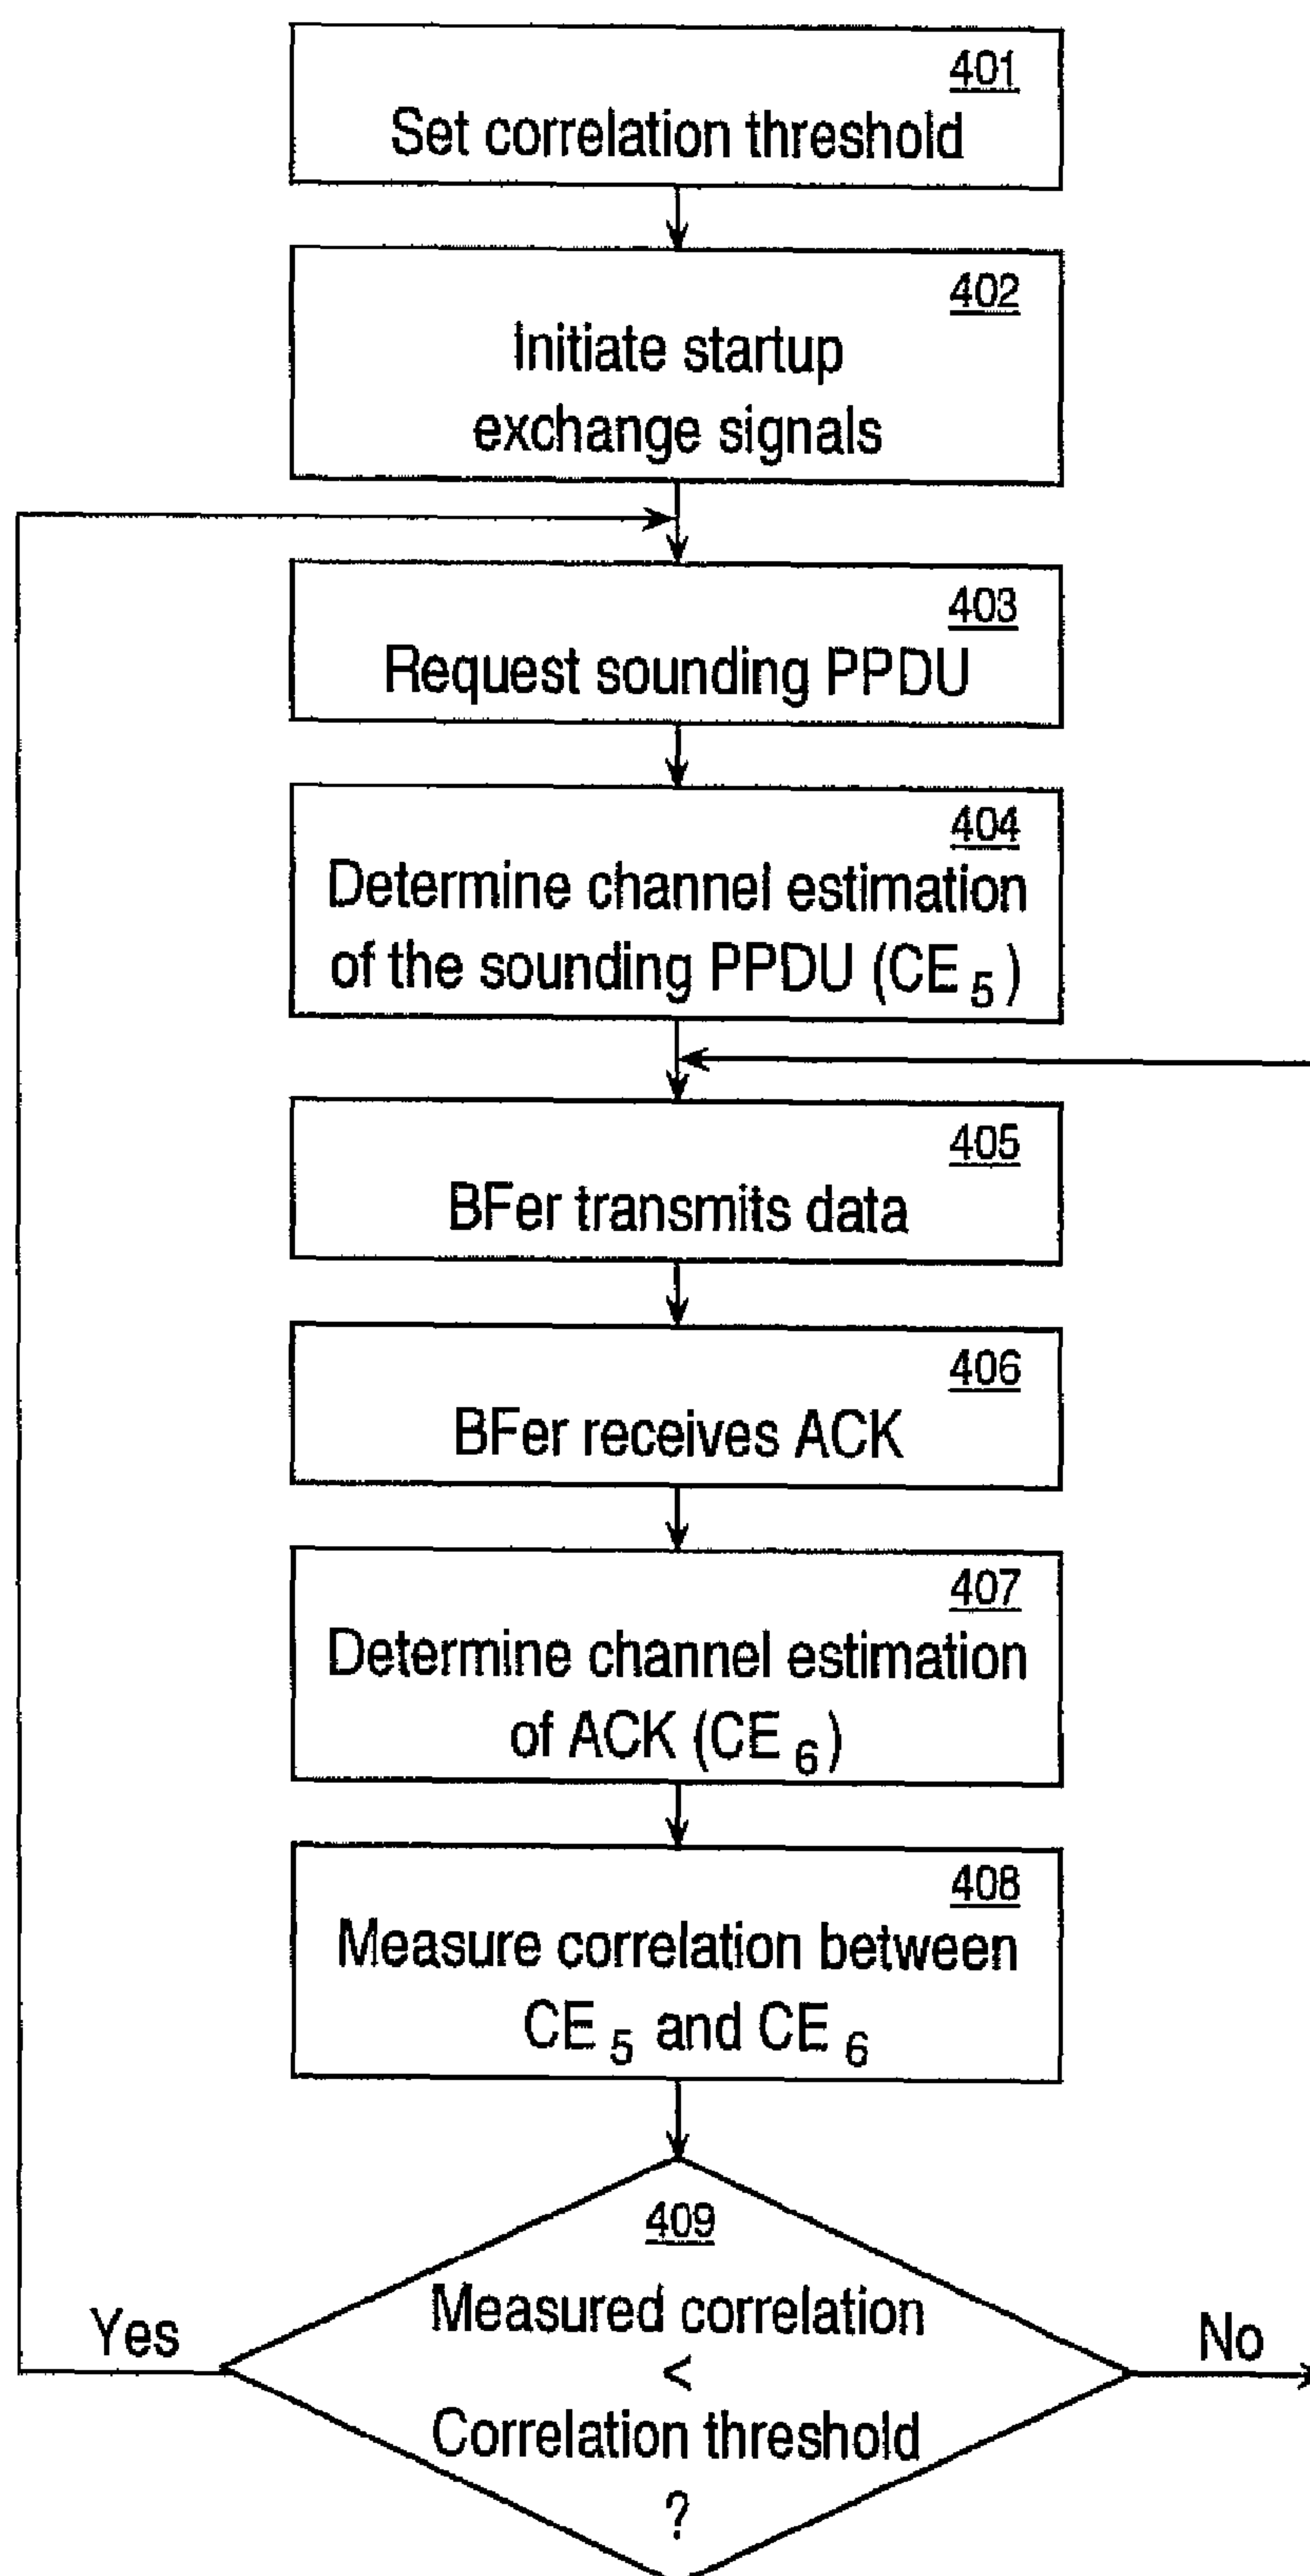 401
Set correlation threshold
402
Initiate startup
exchange signals
403
Request sounding PPDU
404
Determine channel estimation
of the sounding PPDU (CE 5)
405
BFer transmits data
406
BFer receives ACK
407
Determine channel estimation
of ACK (CE 6)
408
Measure correlation between
CE 5 and CE 6
409
Measured correlation
<
Correlation threshold
?
Yes
No